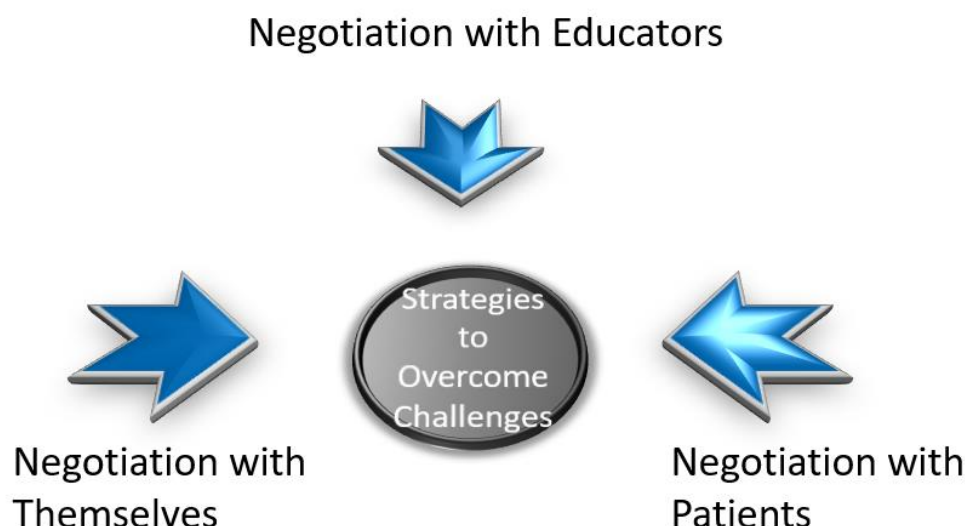 Negotiation with Educators
Strategies
to
Overcome
Challenges
Negotiation with
Themselves
Negotiation with
Patients